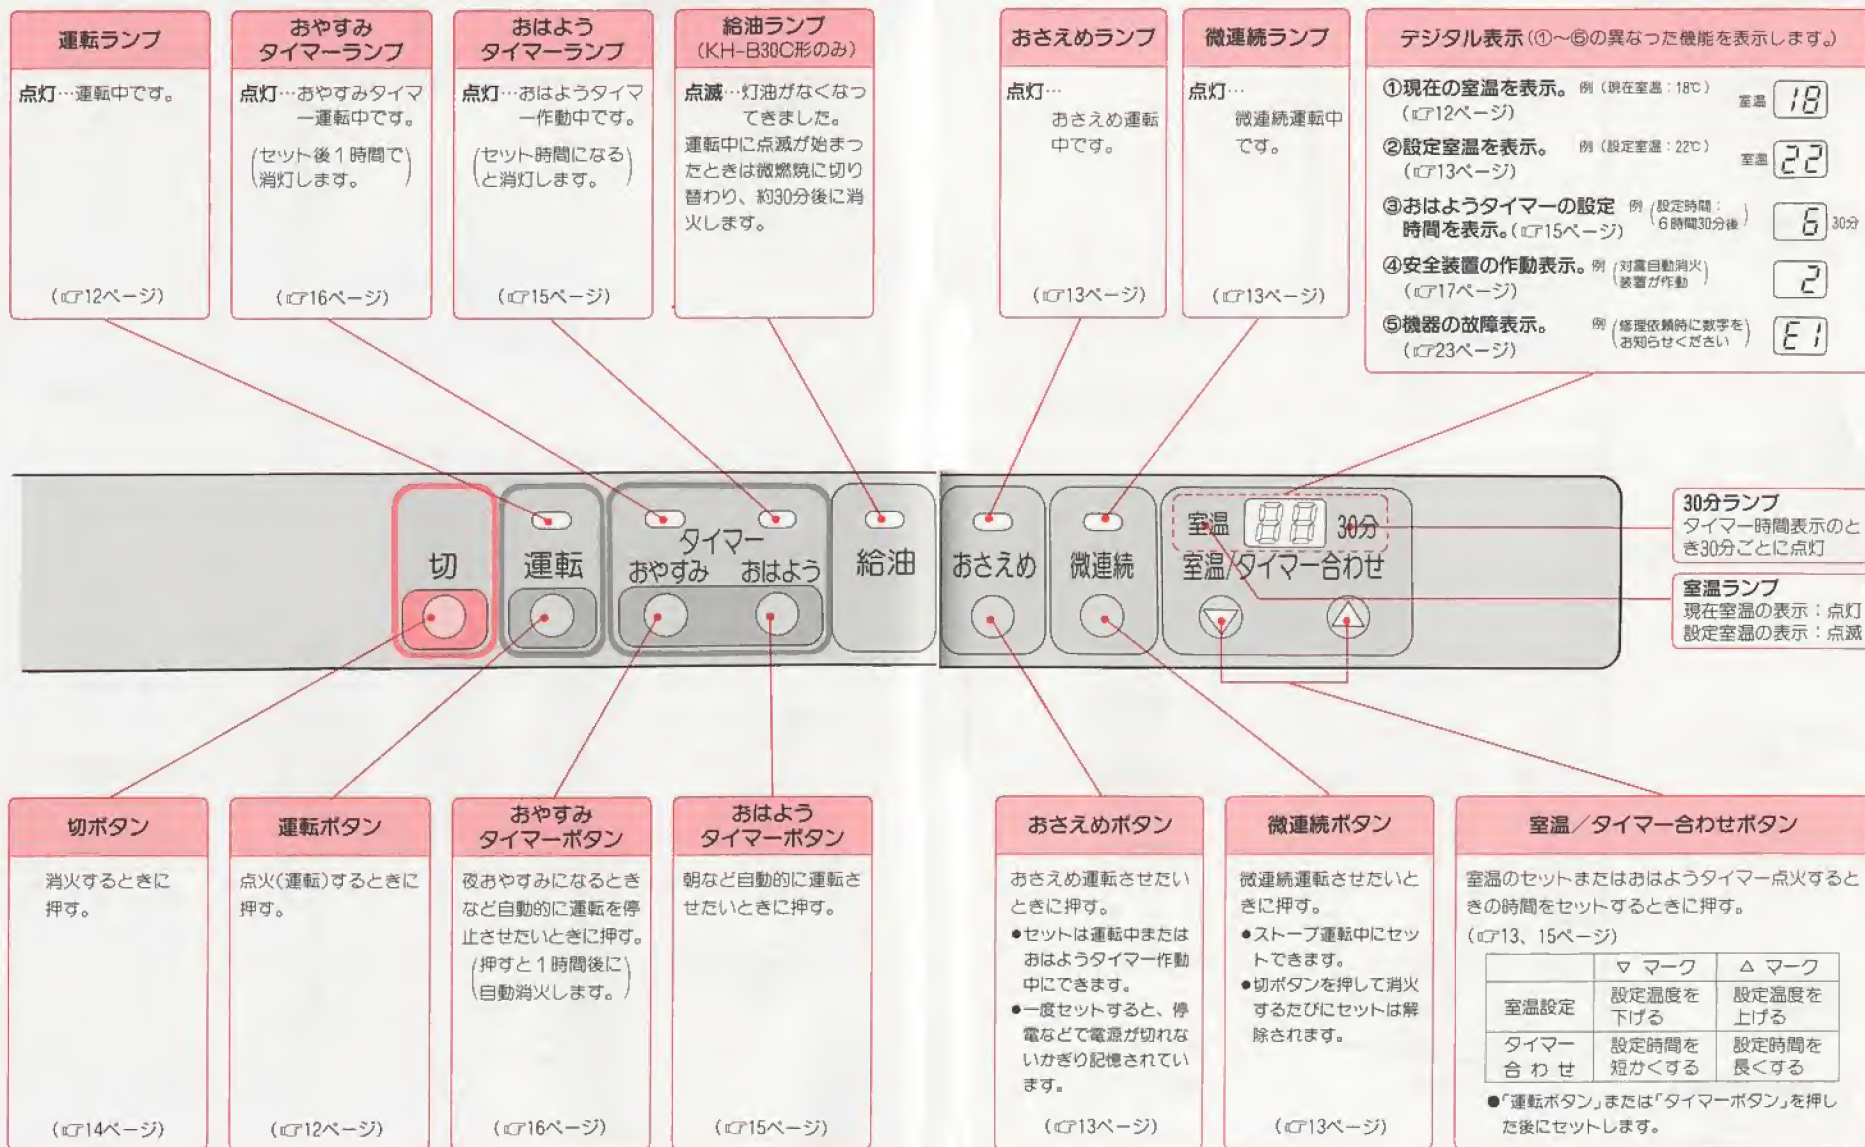 運転ランプ
点灯…運転中です。
(☞12ページ)
おやすみ
タイマーランプ
点灯…おやすみタイマ
ー運転中です。
(セット後1時間で
消灯します。)
(☞16ページ)
おはよう
タイマーランプ
点灯…おはようタイマ
ー作動中です。
(セット時間になる
と消灯します。)
(☞15ページ)
給油ランプ
(KH-B30C形のみ)
点滅…灯油がなくなっ
てきました。
運転中に点滅が始まっ
たときは微燃焼に切り
替わり、約30分後に消
火します。
おさえめランプ
点灯…
おさえめ運転
中です。
(☞13ページ)
微連続ランプ
点灯…
微連続運転中
です。
(☞13ページ)
デジタル表示(①〜⑥の異なった機能を表示します。)
①現在の室温を表示。 例(現在室温:18℃) 室温 18
(☞12ページ)
②設定室温を表示。 例(設定室温:22℃) 室温 22
(☞13ページ)
③おはようタイマーの設定 例(設定時間:
時間を表示。(☞15ページ) 6時間30分後) 6 30分
④安全装置の作動表示。 例(対震自動消火
(☞17ページ) 装置が作動) 2
⑤機器の故障表示。 例(修理依頼時に数字を
(☞23ページ) お知らせください) E1
切
運転
タイマー
おやすみ おはよう
給油
おさえめ
微連続
室温 88 30分
室温/タイマー合わせ
▽ △
30分ランプ
タイマー時間表示のと
き30分ごとに点灯
室温ランプ
現在室温の表示:点灯
設定室温の表示:点滅
切ボタン
消火するときに
押す。
(☞14ページ)
運転ボタン
点火(運転)するときに
押す。
(☞12ページ)
おやすみ
タイマーボタン
夜おやすみになるとき
など自動的に運転を停
止させたいときに押す。
(押すと1時間後に
自動消火します。)
(☞16ページ)
おはよう
タイマーボタン
朝など自動的に運転さ
せたいときに押す。
(☞15ページ)
おさえめボタン
おさえめ運転させたい
ときに押す。
●セットは運転中または
おはようタイマー作動
中にできます。
●一度セットすると、停
電などで電源が切れな
いかぎり記憶されてい
ます。
(☞13ページ)
微連続ボタン
微連続運転させたいと
きに押す。
●ストーブ運転中にセッ
トできます。
●切ボタンを押して消火
するたびにセットは解
除されます。
(☞13ページ)
室温/タイマー合わせボタン
室温のセットまたはおはようタイマー点火すると
きの時間をセットするときに押す。
(☞13、15ページ)
▽ マーク △ マーク
室温設定 設定温度を下げる 設定温度を上げる
タイマー合わせ 設定時間を短かくする 設定時間を長くする
●「運転ボタン」または「タイマーボタン」を押し
た後にセットします。